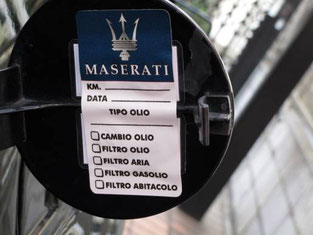 MASERATI
KM.
DATA
TIPO OLIO
CAMBIO OLIO
FILTRO OLIO
FILTRO ARIA
FILTRO GASOLIO
FILTRO ABITACOLO